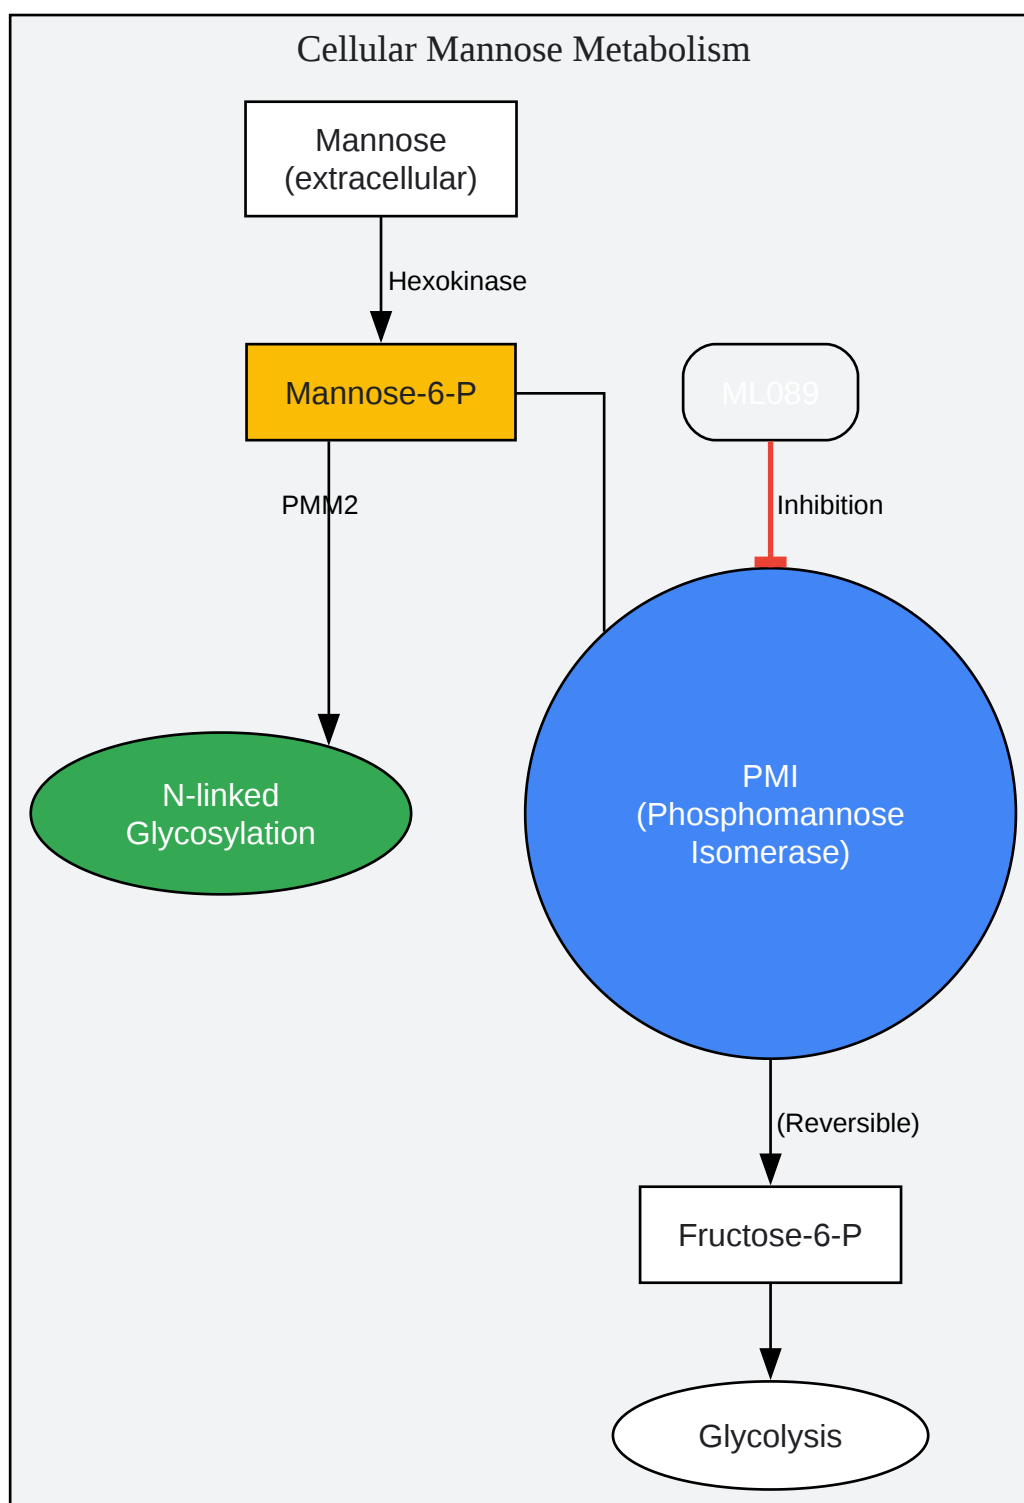 Cellular Mannose Metabolism
Mannose
(extracellular)
Hexokinase
Mannose-6-P
ML089
PMM2
Inhibition
N-linked
Glycosylation
PMI
(Phosphomannose
Isomerase)
(Reversible)
Fructose-6-P
Glycolysis